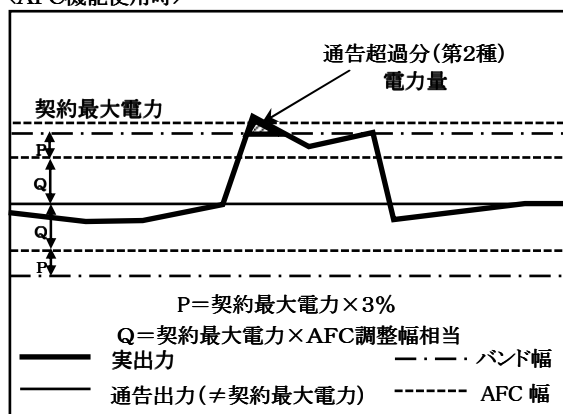 〈AFC機能使用時〉
通告超過分(第2種)
電力量
契約最大電力
P
Q
Q
P
P=契約最大電力×3%
Q=契約最大電力×AFC調整幅相当
実出力
バンド幅
通告出力(≠契約最大電力)
AFC 幅